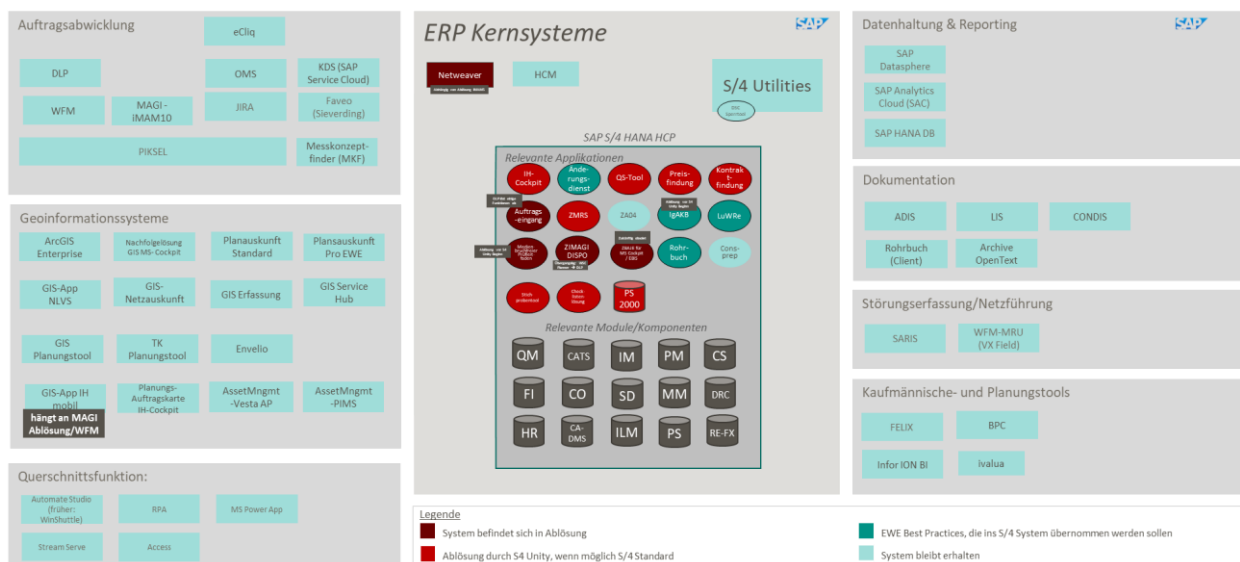 Auftragsabwicklung
eCliq
DLP
OMS
KDS (SAP
Service Cloud)
WFM
MAGI -
iMAM10
JIRA
Faveo
(Sieverding)
PIKSEL
Messkonzept-
finder (MKF)
Geoinformationssysteme
ArcGIS
Enterprise
Nachfolgelösung
GIS MS- Cockpit
Planauskunft
Standard
Plansauskunft
Pro EWE
GIS-App
NLVS
GIS-
Netzauskunft
GIS Erfassung
GIS Service
Hub
GIS
Planungstool
TK
Planungstool
Envelio
GIS-App IH
mobil
hängt an MAGI
Ablösung/WFM
Planungs-
Auftragskarte
IH-Cockpit
AssetMngmt
-Vesta AP
AssetMngmt
-PIMS
Querschnittsfunktion:
Automate Studio
(früher:
WinShuttle)
RPA
MS Power App
Stream Serve
Access
ERP Kernsysteme
SAP
Netweaver
HCM
S/4 Utilities
SAP S/4 HANA HCP
Relevante Applikationen
IH-
Cockpit
Ände-
rungs-
dienst
QS-Tool
Preis-
findung
Kontrak
t-
findung
Auftrags
-eingang
ZMRS
ZA04
IgAKB
LuWRe
ZIMAGI
DISPO
Rohr-
buch
Cons-
prep
PS
2000
Relevante Module/Komponenten
QM
CATS
IM
PM
CS
FI
CO
SD
MM
DRC
HR
CA-
DMS
ILM
PS
RE-FX
Datenhaltung & Reporting
SAP
SAP
Datasphere
SAP Analytics
Cloud (SAC)
SAP HANA DB
Dokumentation
ADIS
LIS
CONDIS
Rohrbuch
(Client)
Archive
OpenText
Störungserfassung/Netzführung
SARIS
WFM-MRU
(VX Field)
Kaufmännische- und Planungstools
FELIX
BPC
Infor ION BI
ivalua
Legende
System befindet sich in Ablösung
Ablösung durch S4 Unity, wenn möglich S/4 Standard
EWE Best Practices, die ins S/4 System übernommen werden sollen
System bleibt erhalten